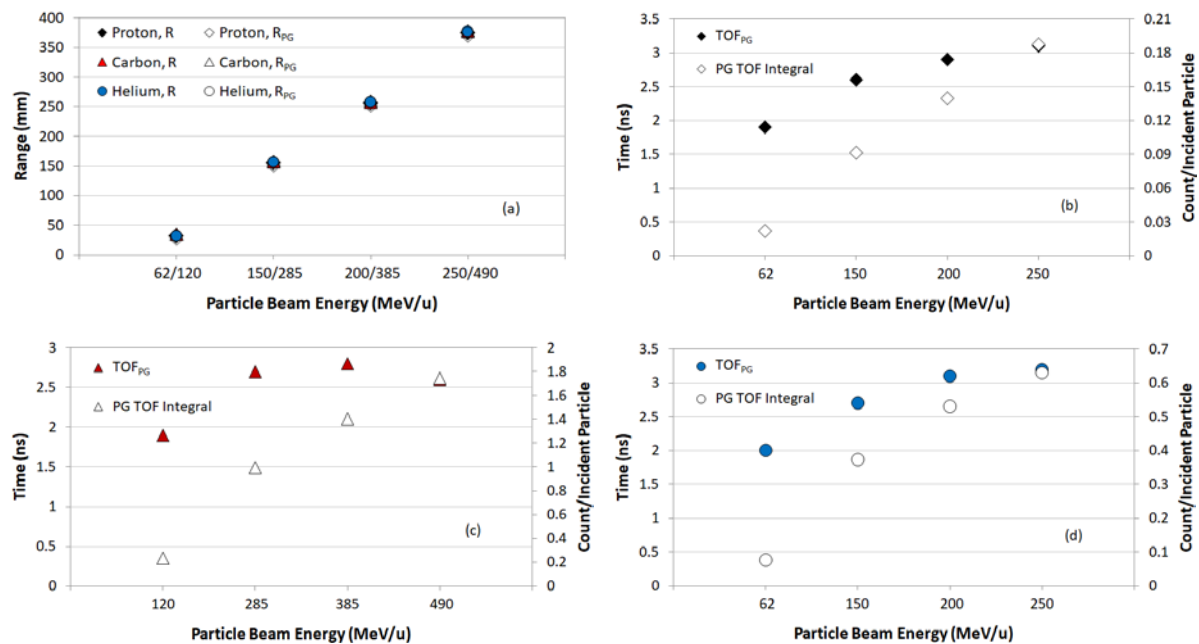 400
350
300
250
200
150
100
50
0
Range (mm)
Proton, R Proton, R_PG
Carbon, R Carbon, R_PG
Helium, R Helium, R_PG
(a)
62/120 150/285 200/385 250/490
Particle Beam Energy (MeV/u)
3.5
3
2.5
2
1.5
1
0.5
0
Time (ns)
TOF_PG
PG TOF Integral
(b)
0.21
0.18
0.15
0.12
0.09
0.06
0.03
0
Count/Incident Particle
62 150 200 250
Particle Beam Energy (MeV/u)
3
2.5
2
1.5
1
0.5
0
Time (ns)
TOF_PG
PG TOF Integral
(c)
2
1.8
1.6
1.4
1.2
1
0.8
0.6
0.4
0.2
0
Count/Incident Particle
120 285 385 490
Particle Beam Energy (MeV/u)
3.5
3
2.5
2
1.5
1
0.5
0
Time (ns)
TOF_PG
PG TOF Integral
(d)
0.7
0.6
0.5
0.4
0.3
0.2
0.1
0
Count/Incident Particle
62 150 200 250
Particle Beam Energy (MeV/u)